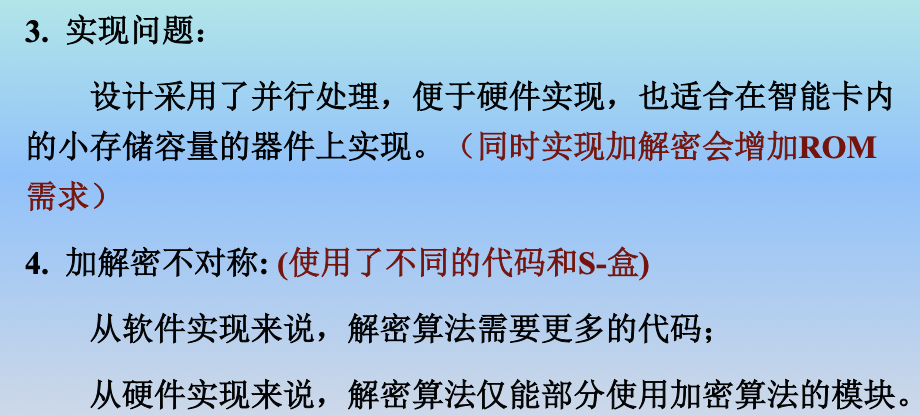 3. 实现问题：
设计采用了并行处理，便于硬件实现，也适合在智能卡内
的小存储容量的器件上实现。（同时实现加解密会增加ROM
需求）
4. 加解密不对称: (使用了不同的代码和S-盒)
从软件实现来说，解密算法需要更多的代码；
从硬件实现来说，解密算法仅能部分使用加密算法的模块。